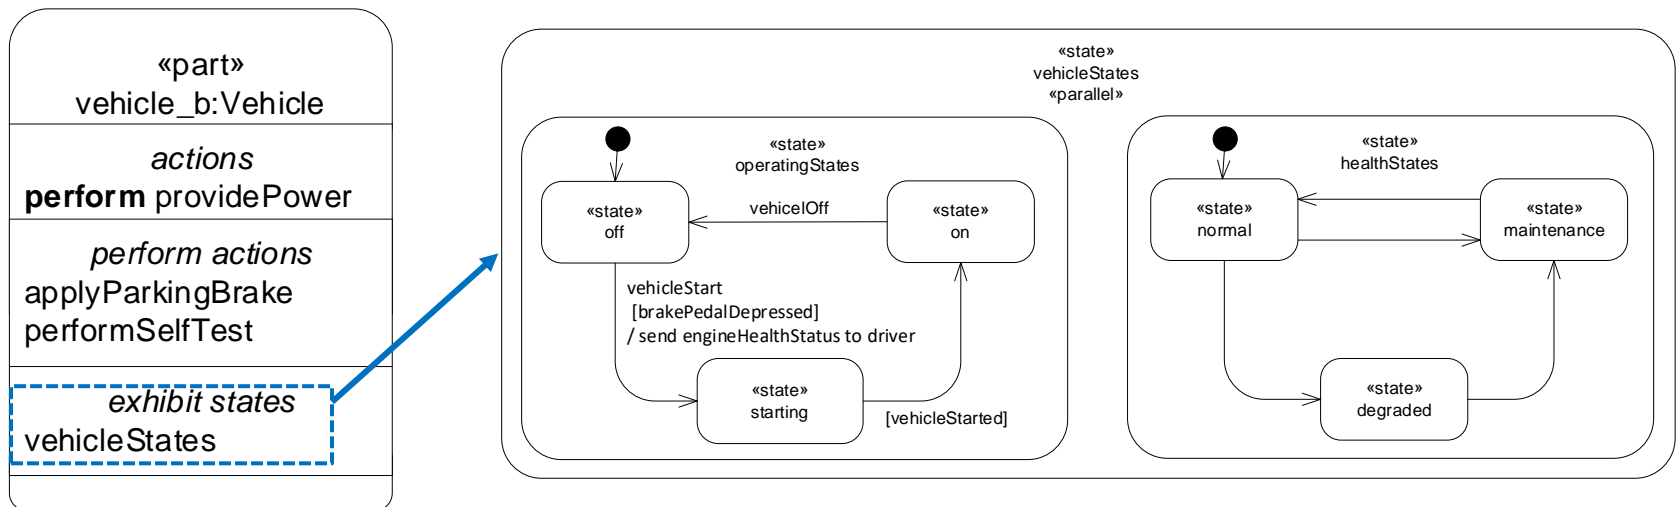 «part»
vehicle_b:Vehicle
actions
perform providePower
perform actions
applyParkingBrake
performSelfTest
exhibit states
vehicleStates
«state»
vehicleStates
«parallel»
«state»
operatingStates
«state»
off
vehicelOff
«state»
on
vehicleStart
[brakePedalDepressed]
/ send engineHealthStatus to driver
«state»
starting
[vehicleStarted]
«state»
healthStates
«state»
normal
«state»
maintenance
«state»
degraded